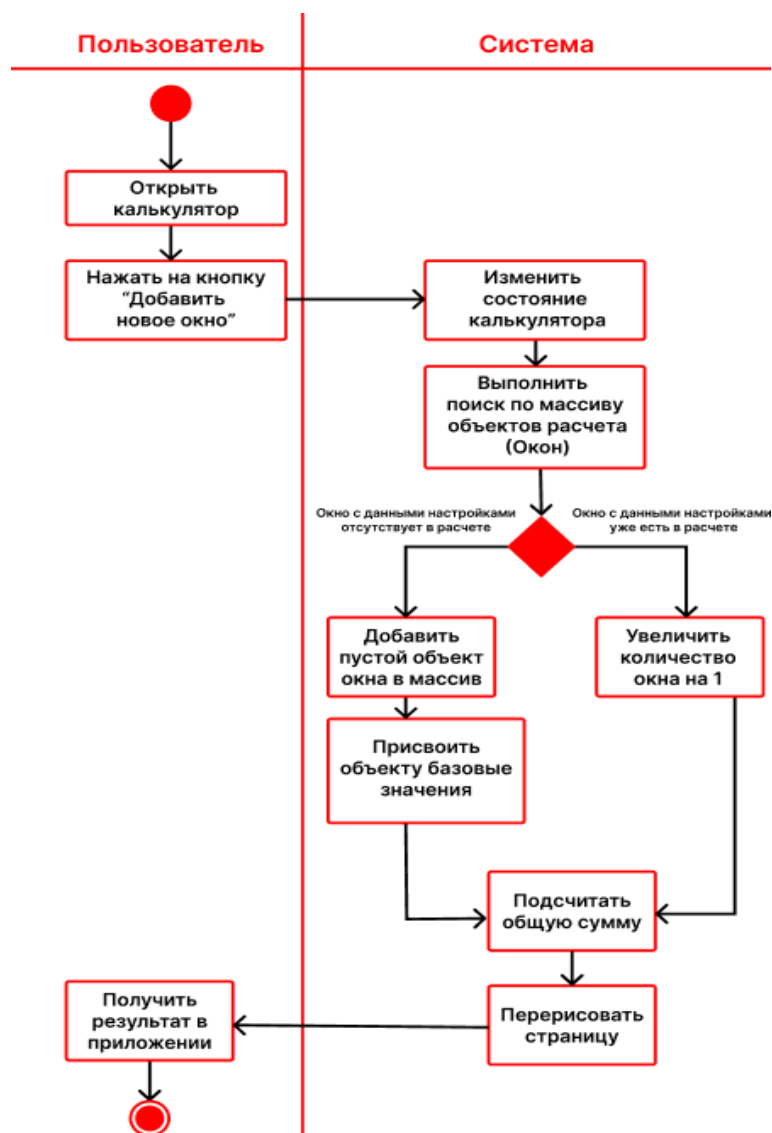 Пользователь
Система
Открыть
калькулятор
Нажать на кнопку
“Добавить
новое окно”
Изменить
состояние
калькулятора
Выполнить
поиск по массиву
объектов расчета
(Окон)
Окно с данными настройками
отсутствует в расчете
Окно с данными настройками
уже есть в расчете
Добавить
пустой объект
окна в массив
Увеличить
количество
окна на 1
Присвоить
объекту базовые
значения
Подсчитать
общую сумму
Получить
результат в
приложении
Перерисовать
страницу